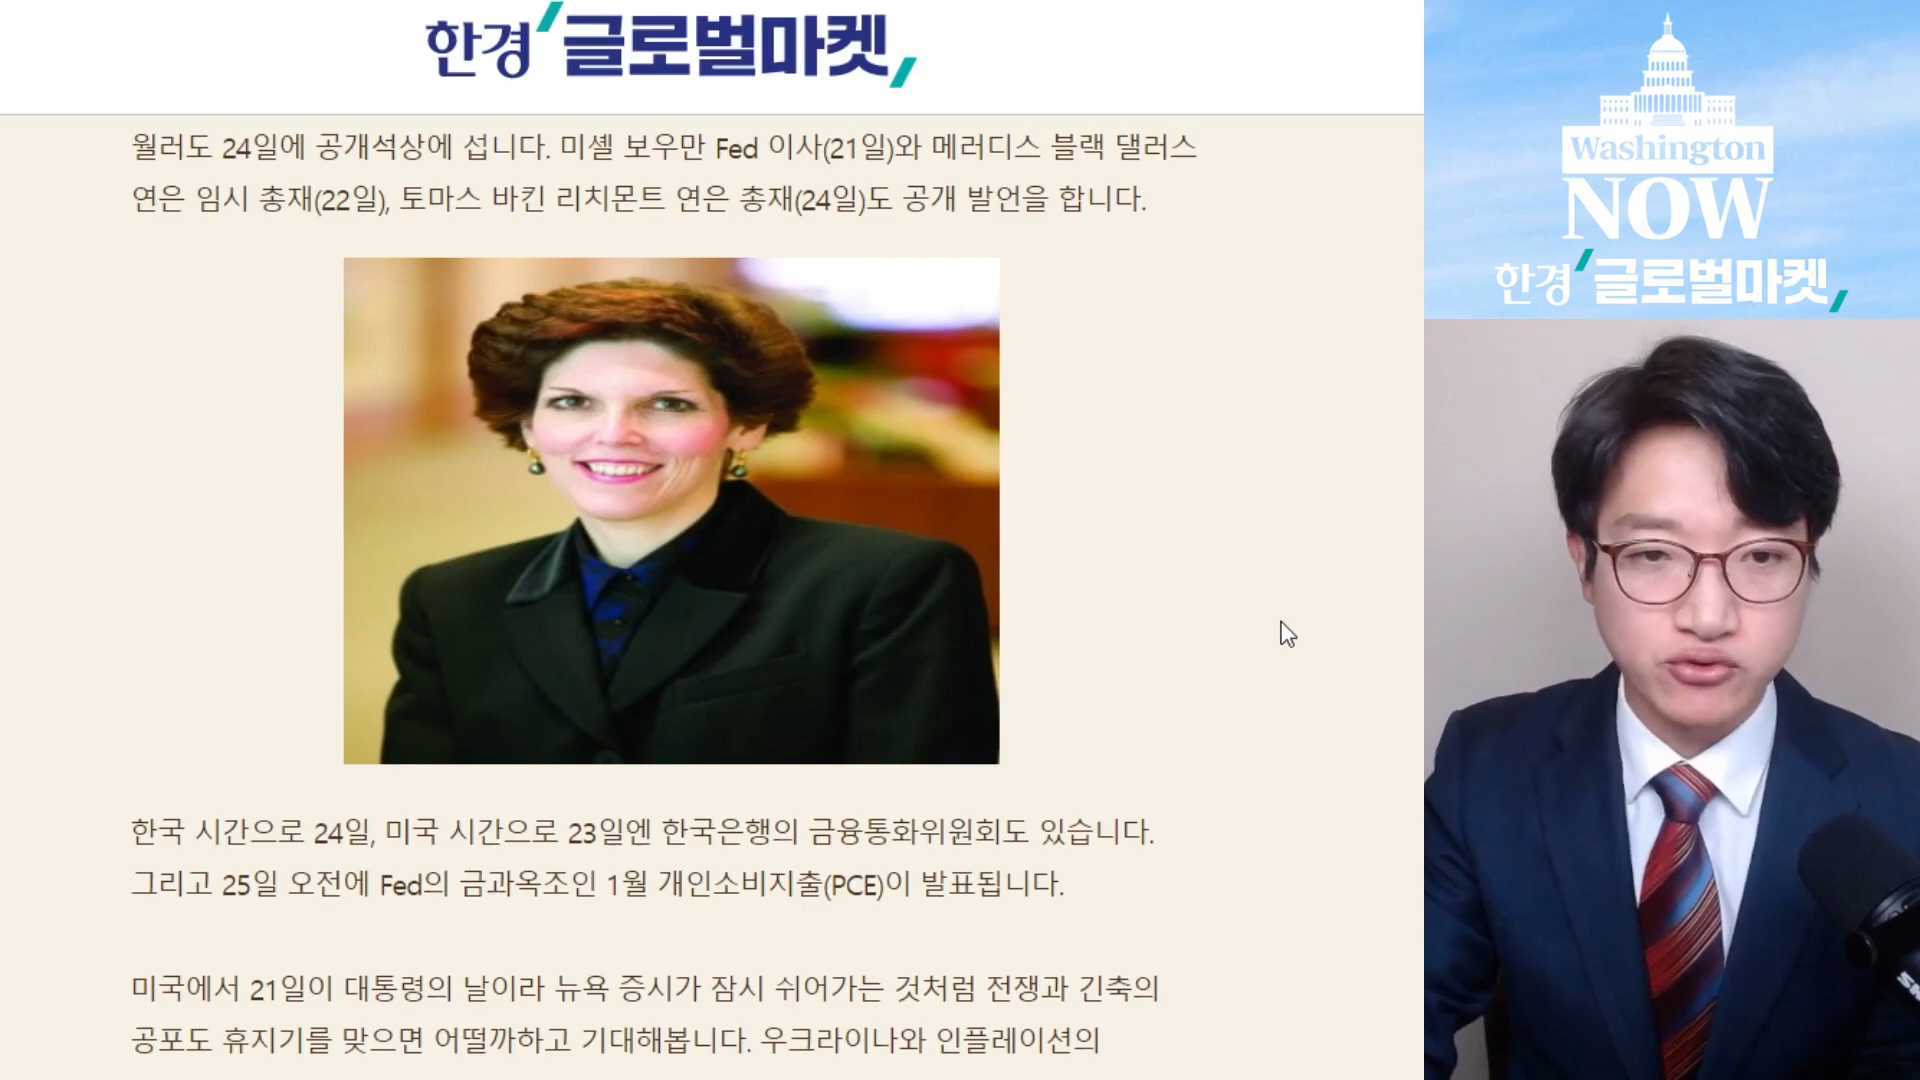 한경 글로벌마켓
월러도 24일에 공개석상에 섭니다. 미셸 보우만 Fed 이사(21일)와 메러디스 블랙 댈러스
연은 임시 총재(22일), 토마스 바킨 리치몬트 연은 총재(24일)도 공개 발언을 합니다.
한국 시간으로 24일, 미국 시간으로 23일엔 한국은행의 금융통화위원회도 있습니다.
그리고 25일 오전에 Fed의 금과옥조인 1월 개인소비지출(PCE)이 발표됩니다.
미국에서 21일이 대통령의 날이라 뉴욕 증시가 잠시 쉬어가는 것처럼 전쟁과 긴축의
공포도 휴지기를 맞으면 어떨까하고 기대해봅니다. 우크라이나와 인플레이션의
Washington
NOW
한경 글로벌마켓